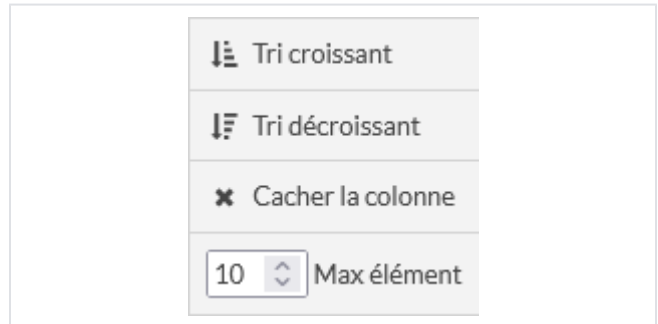 Tri croissant
Tri décroissant
Cacher la colonne
10 Max élément